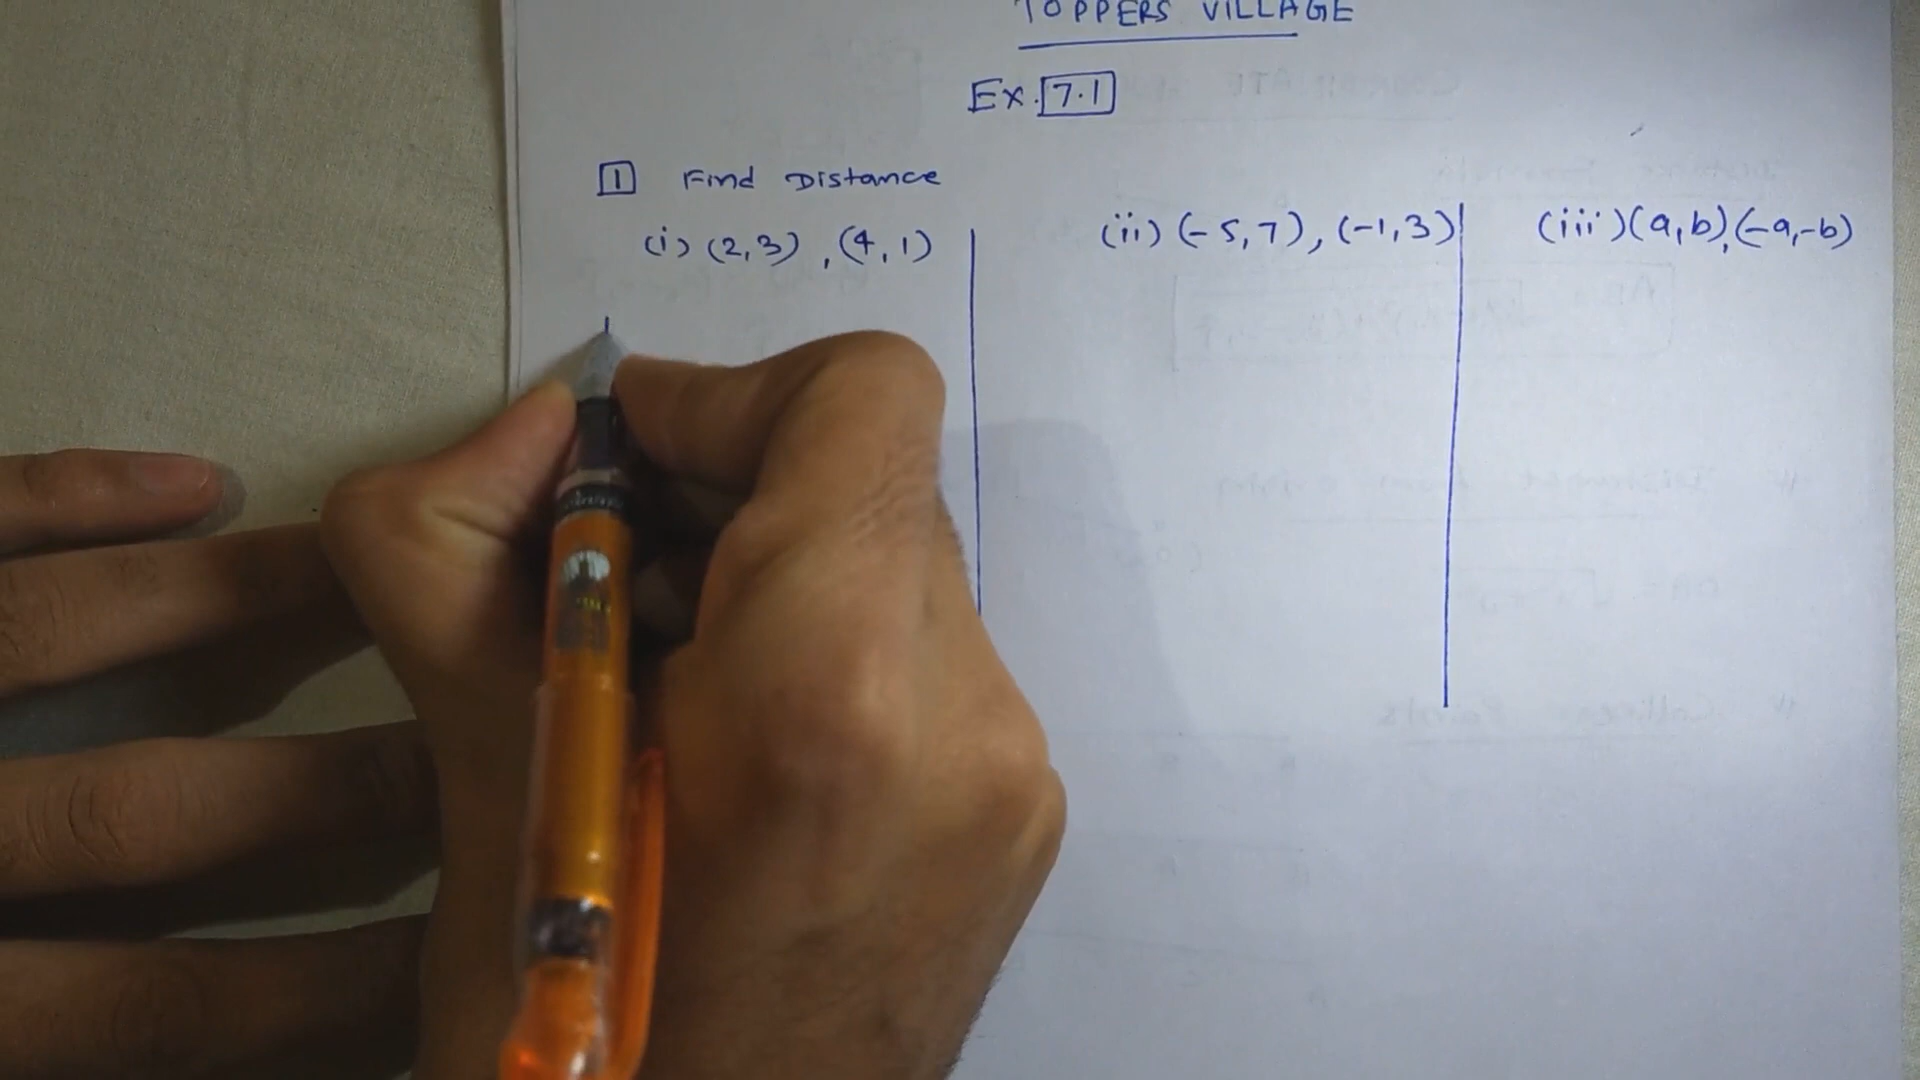 TOPPERS VILLAGE
Ex. 7.1
1 Find Distance
(i) (2,3) , (4,1)
(ii) (-5,7), (-1,3)
(iii) (a,b), (-a,-b)